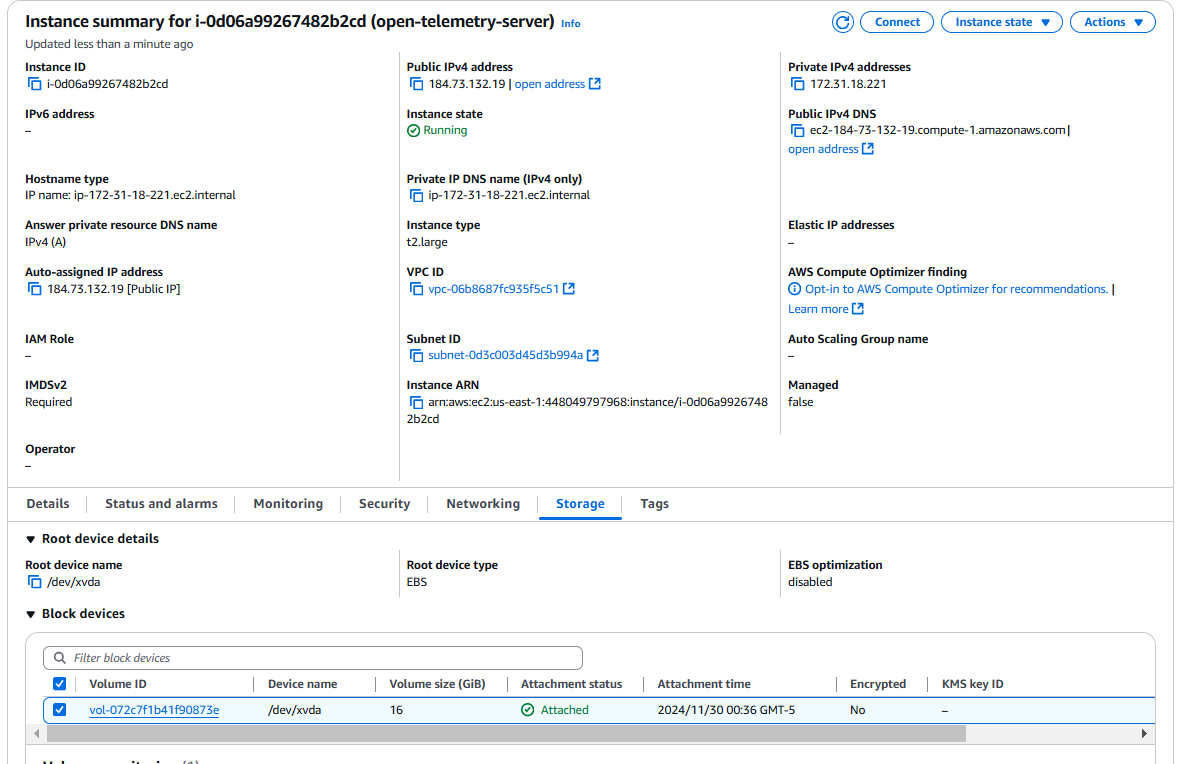 Instance summary for i-0d06a99267482b2cd (open-telemetry-server) Info
Connect
Instance state
Actions
Updated less than a minute ago
Instance ID
i-0d06a99267482b2cd
Public IPv4 address
184.73.132.19 | open address
Private IPv4 addresses
172.31.18.221
IPv6 address
–
Instance state
Running
Public IPv4 DNS
ec2-184-73-132-19.compute-1.amazonaws.com |
open address
Hostname type
IP name: ip-172-31-18-221.ec2.internal
Private IP DNS name (IPv4 only)
ip-172-31-18-221.ec2.internal
Answer private resource DNS name
IPv4 (A)
Instance type
t2.large
Elastic IP addresses
–
Auto-assigned IP address
184.73.132.19 [Public IP]
VPC ID
vpc-06b8687fc935f5c51
AWS Compute Optimizer finding
Opt-in to AWS Compute Optimizer for recommendations. |
Learn more
IAM Role
–
Subnet ID
subnet-0d3c003d45d3b994a
Auto Scaling Group name
–
IMDSv2
Required
Instance ARN
arn:aws:ec2:us-east-1:448049797968:instance/i-0d06a9926748
2b2cd
Managed
false
Operator
–
Details
Status and alarms
Monitoring
Security
Networking
Storage
Tags
Root device details
Root device name
/dev/xvda
Root device type
EBS
EBS optimization
disabled
Block devices
Filter block devices
Volume ID Device name Volume size (GiB) Attachment status Attachment time Encrypted KMS key ID
vol-072c7f1b41f90873e /dev/xvda 16 Attached 2024/11/30 00:36 GMT-5 No –